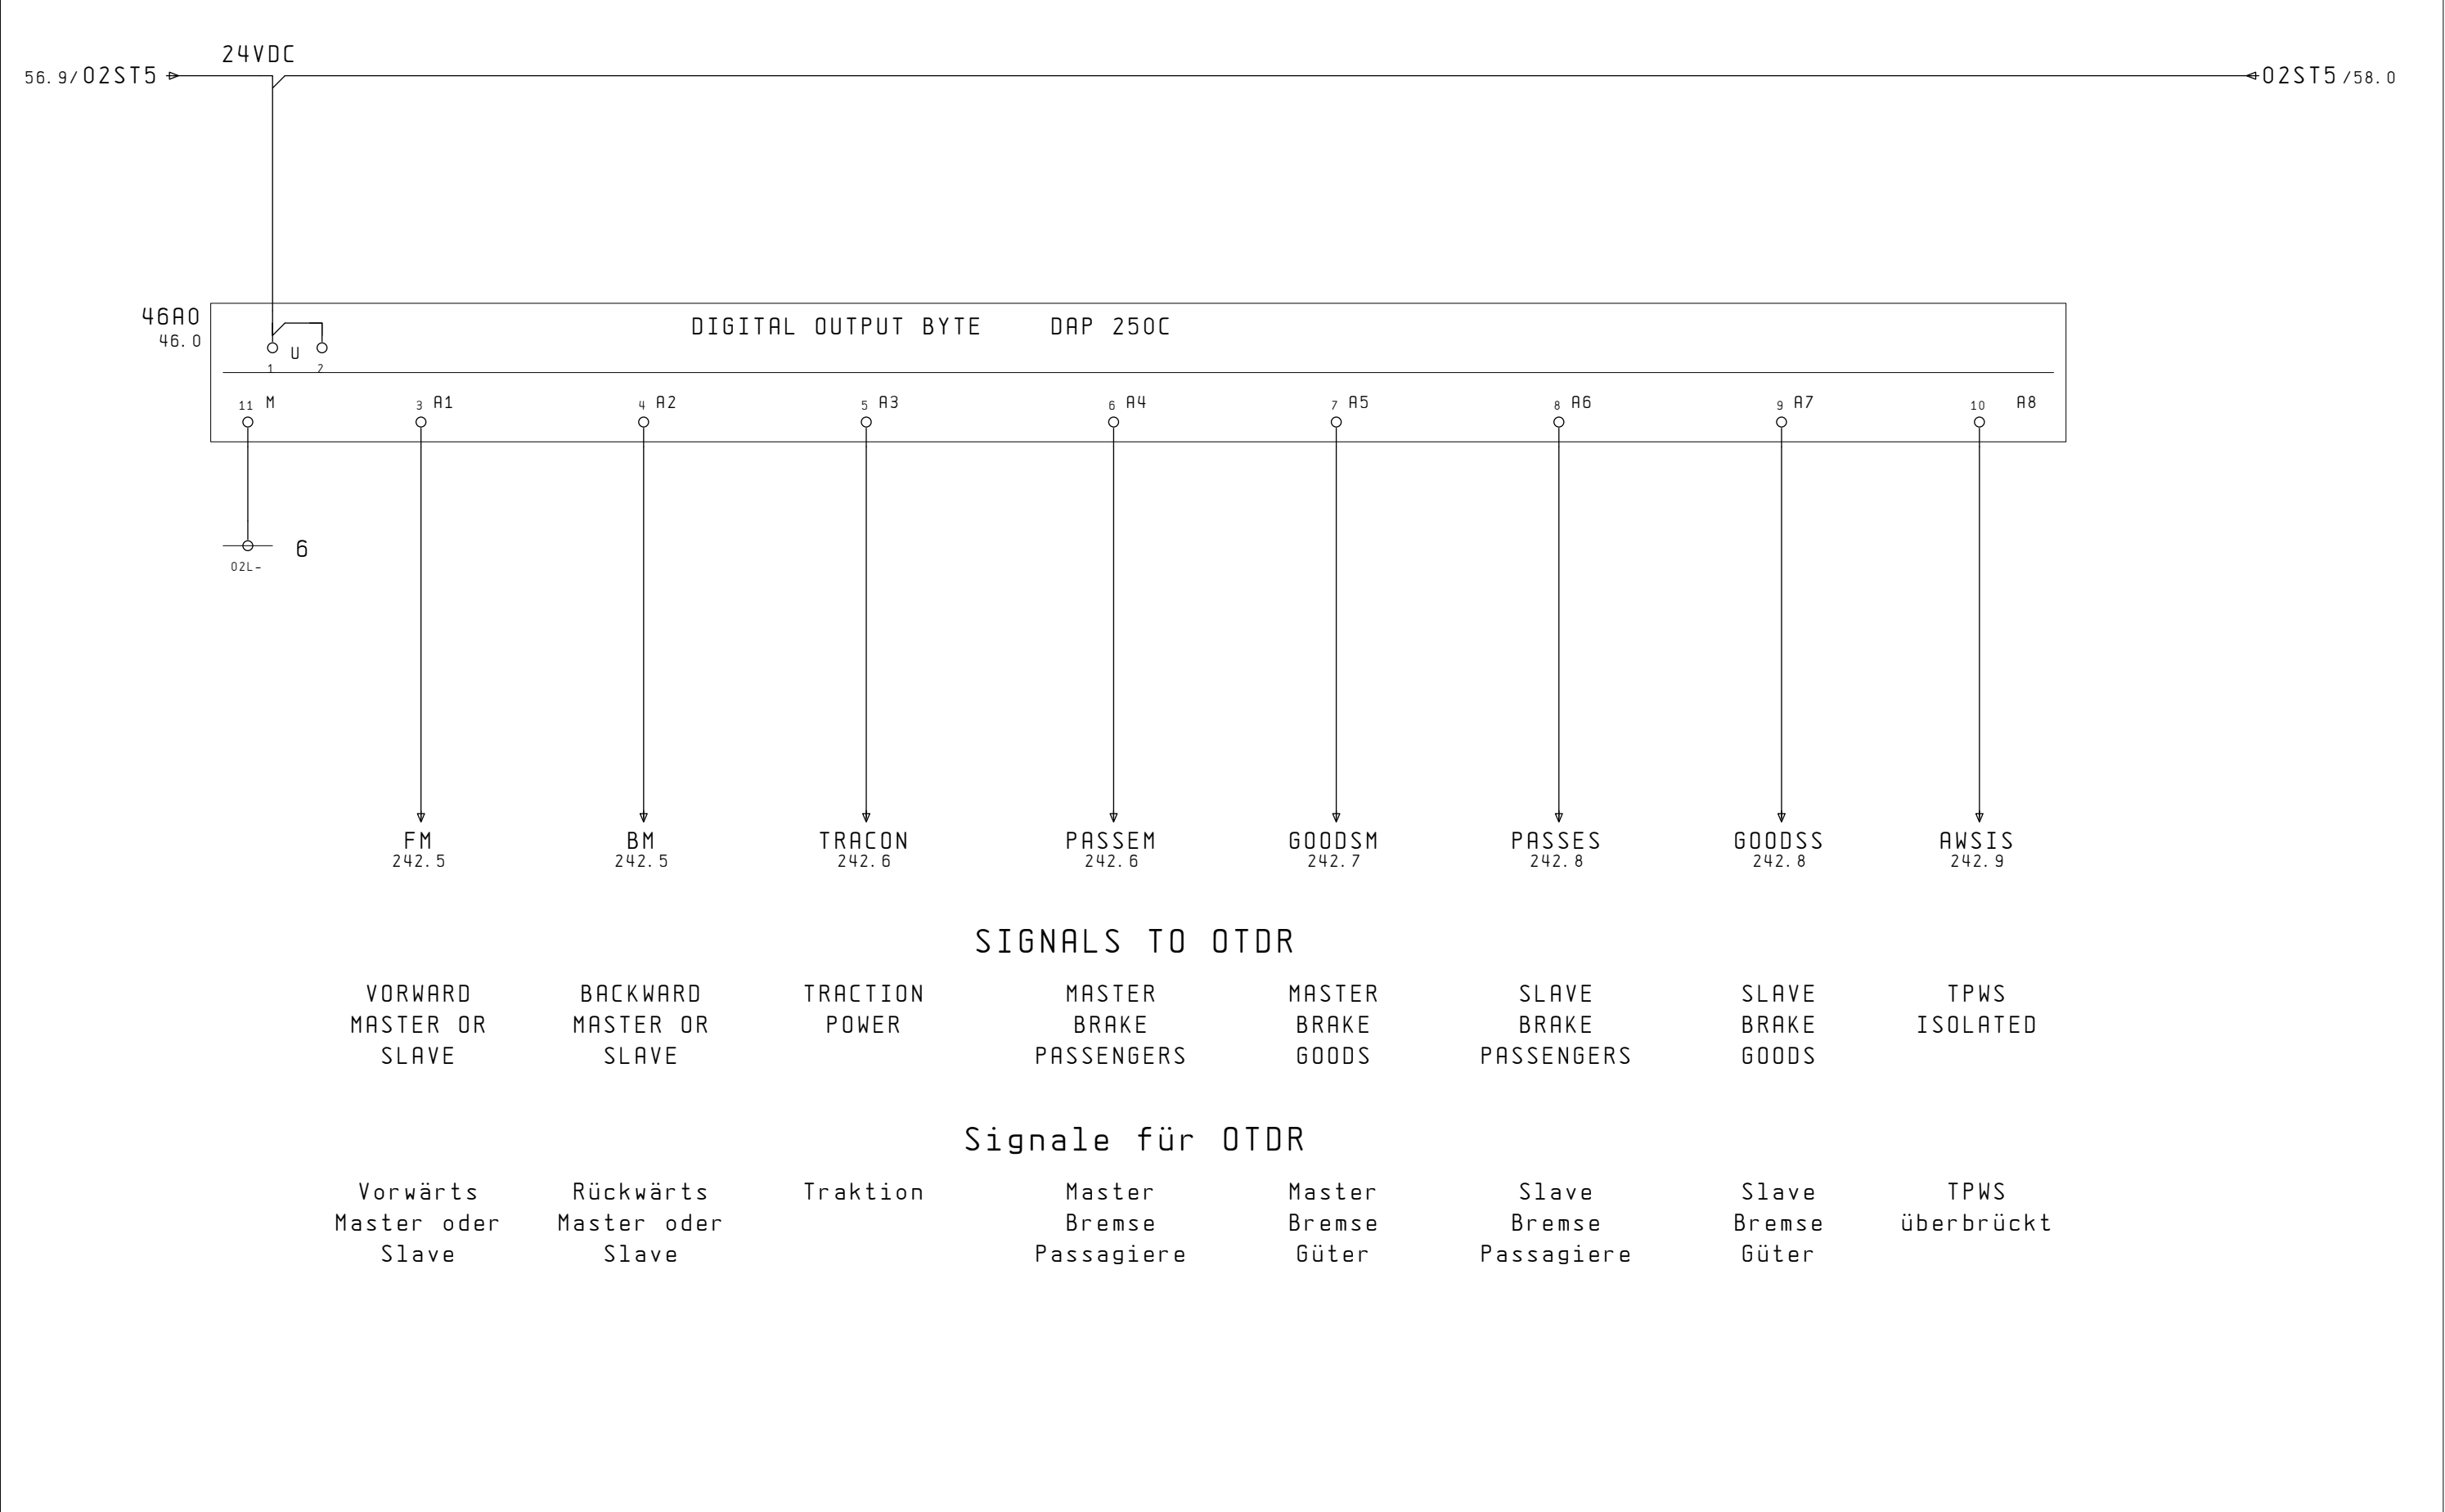 24VDC
56.9/02ST5 02ST5/58.0
46A0 DIGITAL OUTPUT BYTE DAP 250C
46.0 U
1 2
11 M 3 A1 4 A2 5 A3 6 A4 7 A5 8 A6 9 A7 10 A8
6
02L-
FM BM TRACON PASSEM GOODSM PASSES GOODSS AWSIS
242.5 242.5 242.6 242.6 242.7 242.8 242.8 242.9
SIGNALS TO OTDR
VORWARD BACKWARD TRACTION MASTER MASTER SLAVE SLAVE TPWS
MASTER OR MASTER OR POWER BRAKE BRAKE BRAKE BRAKE ISOLATED
SLAVE SLAVE PASSENGERS GOODS PASSENGERS GOODS
Signale für OTDR
Vorwärts Rückwärts Traktion Master Master Slave Slave TPWS
Master oder Master oder Bremse Bremse Bremse Bremse überbrückt
Slave Slave Passagiere Güter Passagiere Güter